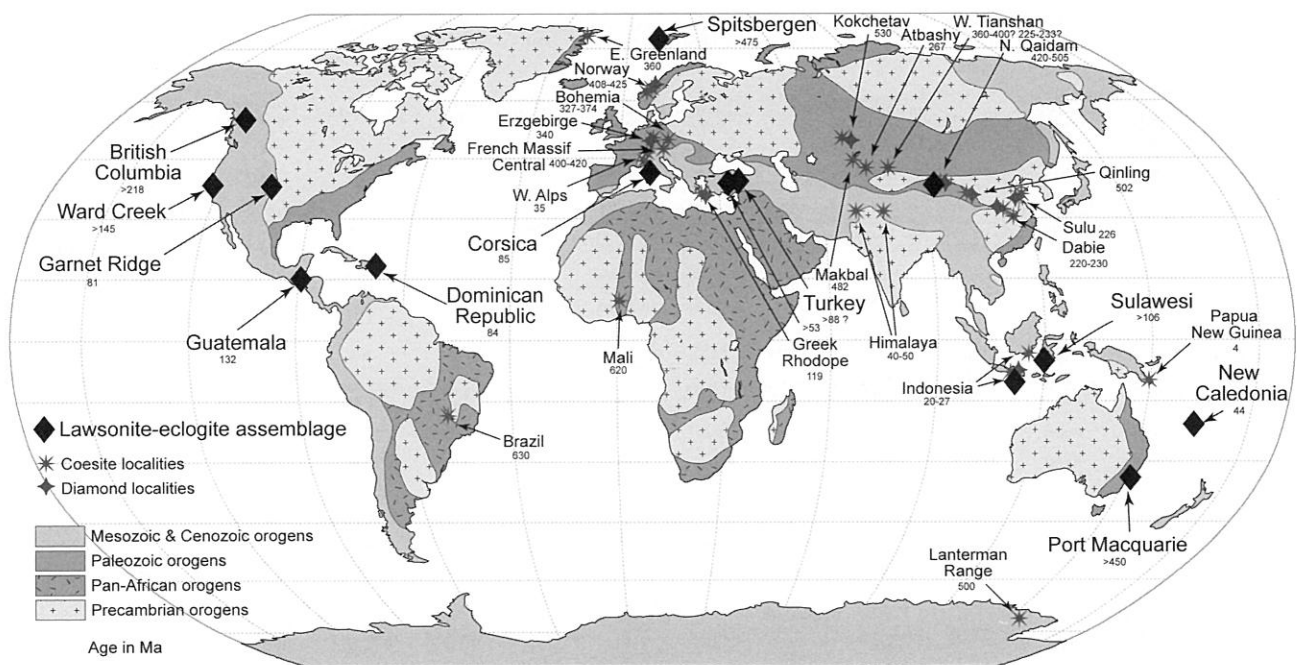 Spitsbergen
>475
Kokchetav
530
W. Tianshan
360-400? 225-233?
Atbashy
267
N. Qaidam
420-505
E. Greenland
360
Norway
408-425
Bohemia
327-374
Erzgebirge
340
French Massif
Central 400-420
W. Alps
35
Corsica
85
British
Columbia
>218
Ward Creek
>145
Garnet Ridge
81
Guatemala
132
Dominican
Republic
84
Mali
620
Brazil
630
Makbal
482
Turkey
>88 ?
>53
Greek
Rhodope
119
Himalaya
40-50
Qinling
502
Sulu 226
Dabie
220-230
Sulawesi
>106
Papua
New Guinea
4
Indonesia
20-27
New
Caledonia
44
Port Macquarie
>450
Lanterman
Range
500
Lawsonite-eclogite assemblage
Coesite localities
Diamond localities
Mesozoic & Cenozoic orogens
Paleozoic orogens
Pan-African orogens
Precambrian orogens
Age in Ma